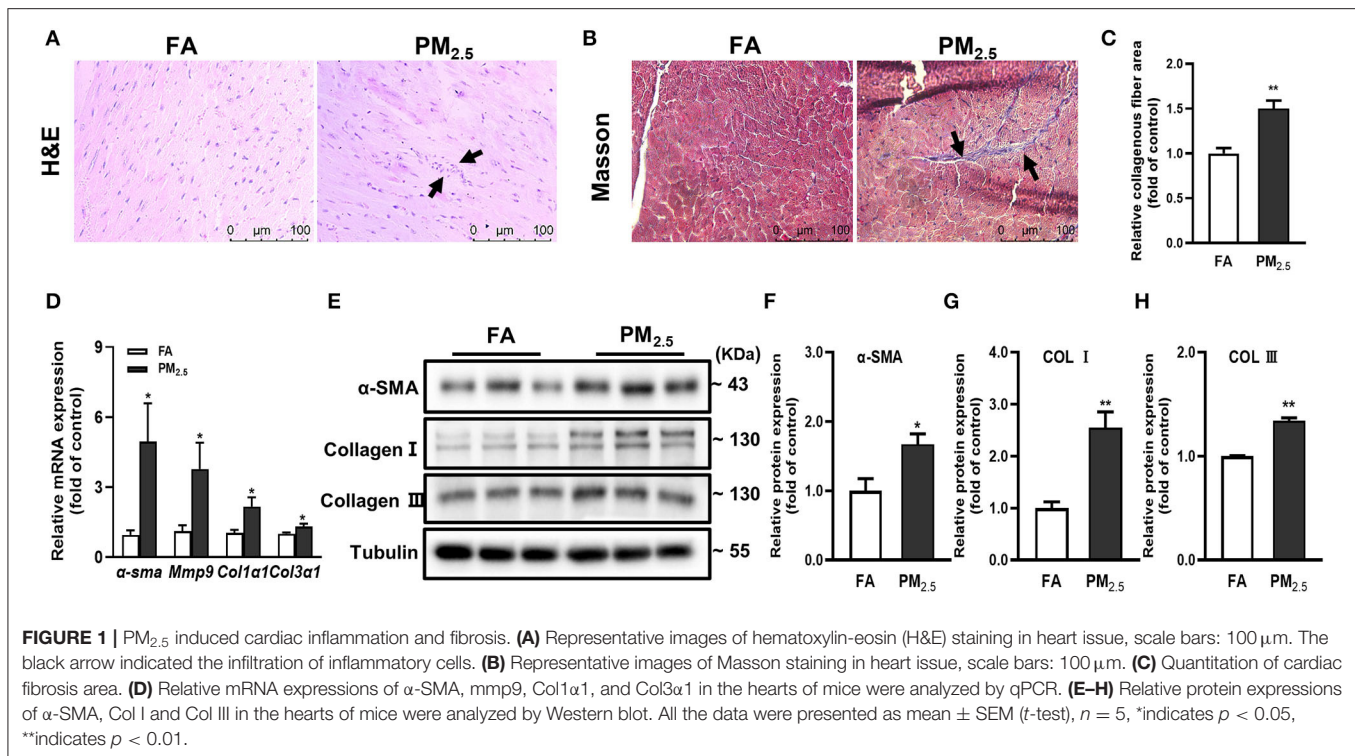 A
FA
PM2.5
H&E
0 μm 100
0 μm 100
B
FA
PM2.5
Masson
0 μm 100
0 μm 100
C
Relative collagenous fiber area
(fold of control)
2.0
1.5
1.0
0.5
0.0
**
FA
PM2.5
D
Relative mRNA expression
(fold of control)
9
6
3
0
FA
PM2.5
*
*
*
*
α-sma Mmp9 Col1α1 Col3α1
E
FA
PM2.5
(KDa)
α-SMA
~ 43
Collagen Ⅰ
~ 130
Collagen Ⅲ
~ 130
Tubulin
~ 55
F
α-SMA
Relative protein expression
(fold of control)
3.0
2.0
1.0
0.0
*
FA
PM2.5
G
COL Ⅰ
Relative protein expression
(fold of control)
4.0
3.0
2.0
1.0
0.0
**
FA
PM2.5
H
COL Ⅲ
Relative protein expression
(fold of control)
2.0
1.0
0.0
**
FA
PM2.5
FIGURE 1 | PM2.5 induced cardiac inflammation and fibrosis. (A) Representative images of hematoxylin-eosin (H&E) staining in heart issue, scale bars: 100 μm. The
black arrow indicated the infiltration of inflammatory cells. (B) Representative images of Masson staining in heart issue, scale bars: 100 μm. (C) Quantitation of cardiac
fibrosis area. (D) Relative mRNA expressions of α-SMA, mmp9, Col1α1, and Col3α1 in the hearts of mice were analyzed by qPCR. (E–H) Relative protein expressions
of α-SMA, Col I and Col III in the hearts of mice were analyzed by Western blot. All the data were presented as mean ± SEM (t-test), n = 5, *indicates p < 0.05,
**indicates p < 0.01.